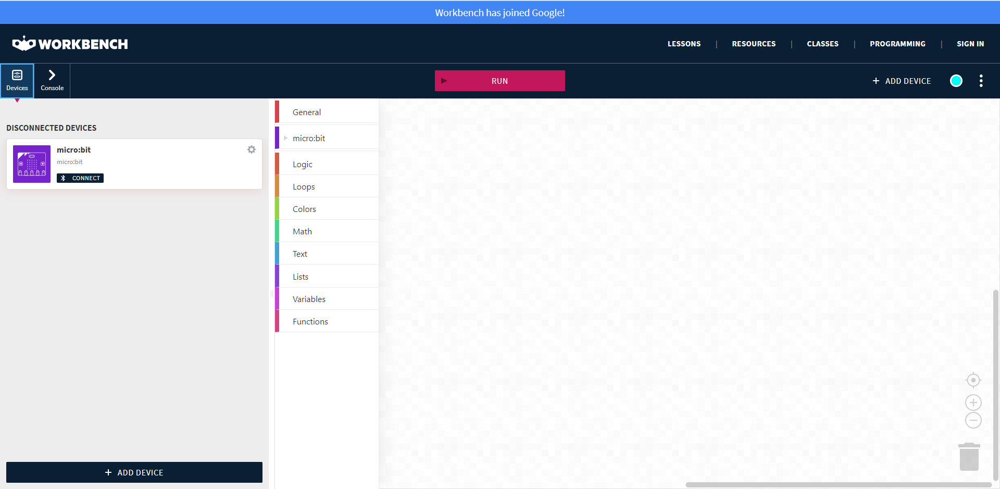 Workbench has joined Google!
WORKBENCH
LESSONS | RESOURCES | CLASSES | PROGRAMMING | SIGN IN
Devices
Console
RUN
+ ADD DEVICE
DISCONNECTED DEVICES
micro:bit
micro:bit
CONNECT
+ ADD DEVICE
General
micro:bit
Logic
Loops
Colors
Math
Text
Lists
Variables
Functions